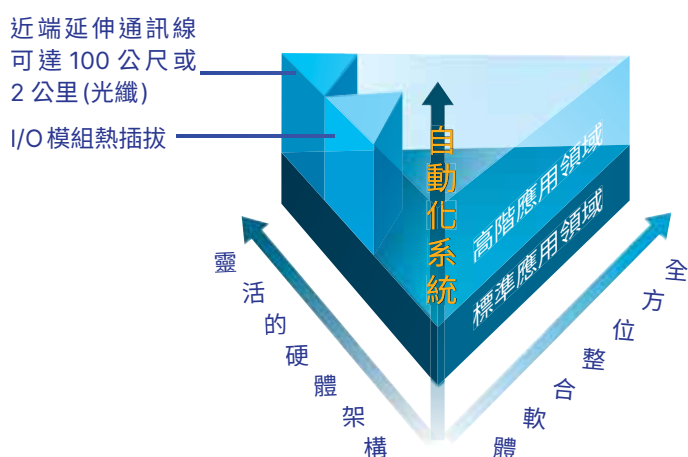 近端延伸通訊線
可達 100 公尺或
2 公里 (光纖)
I/O 模組熱插拔
自動化系統
高階應用領域
標準應用領域
靈活的硬體架構
全方位整合軟體